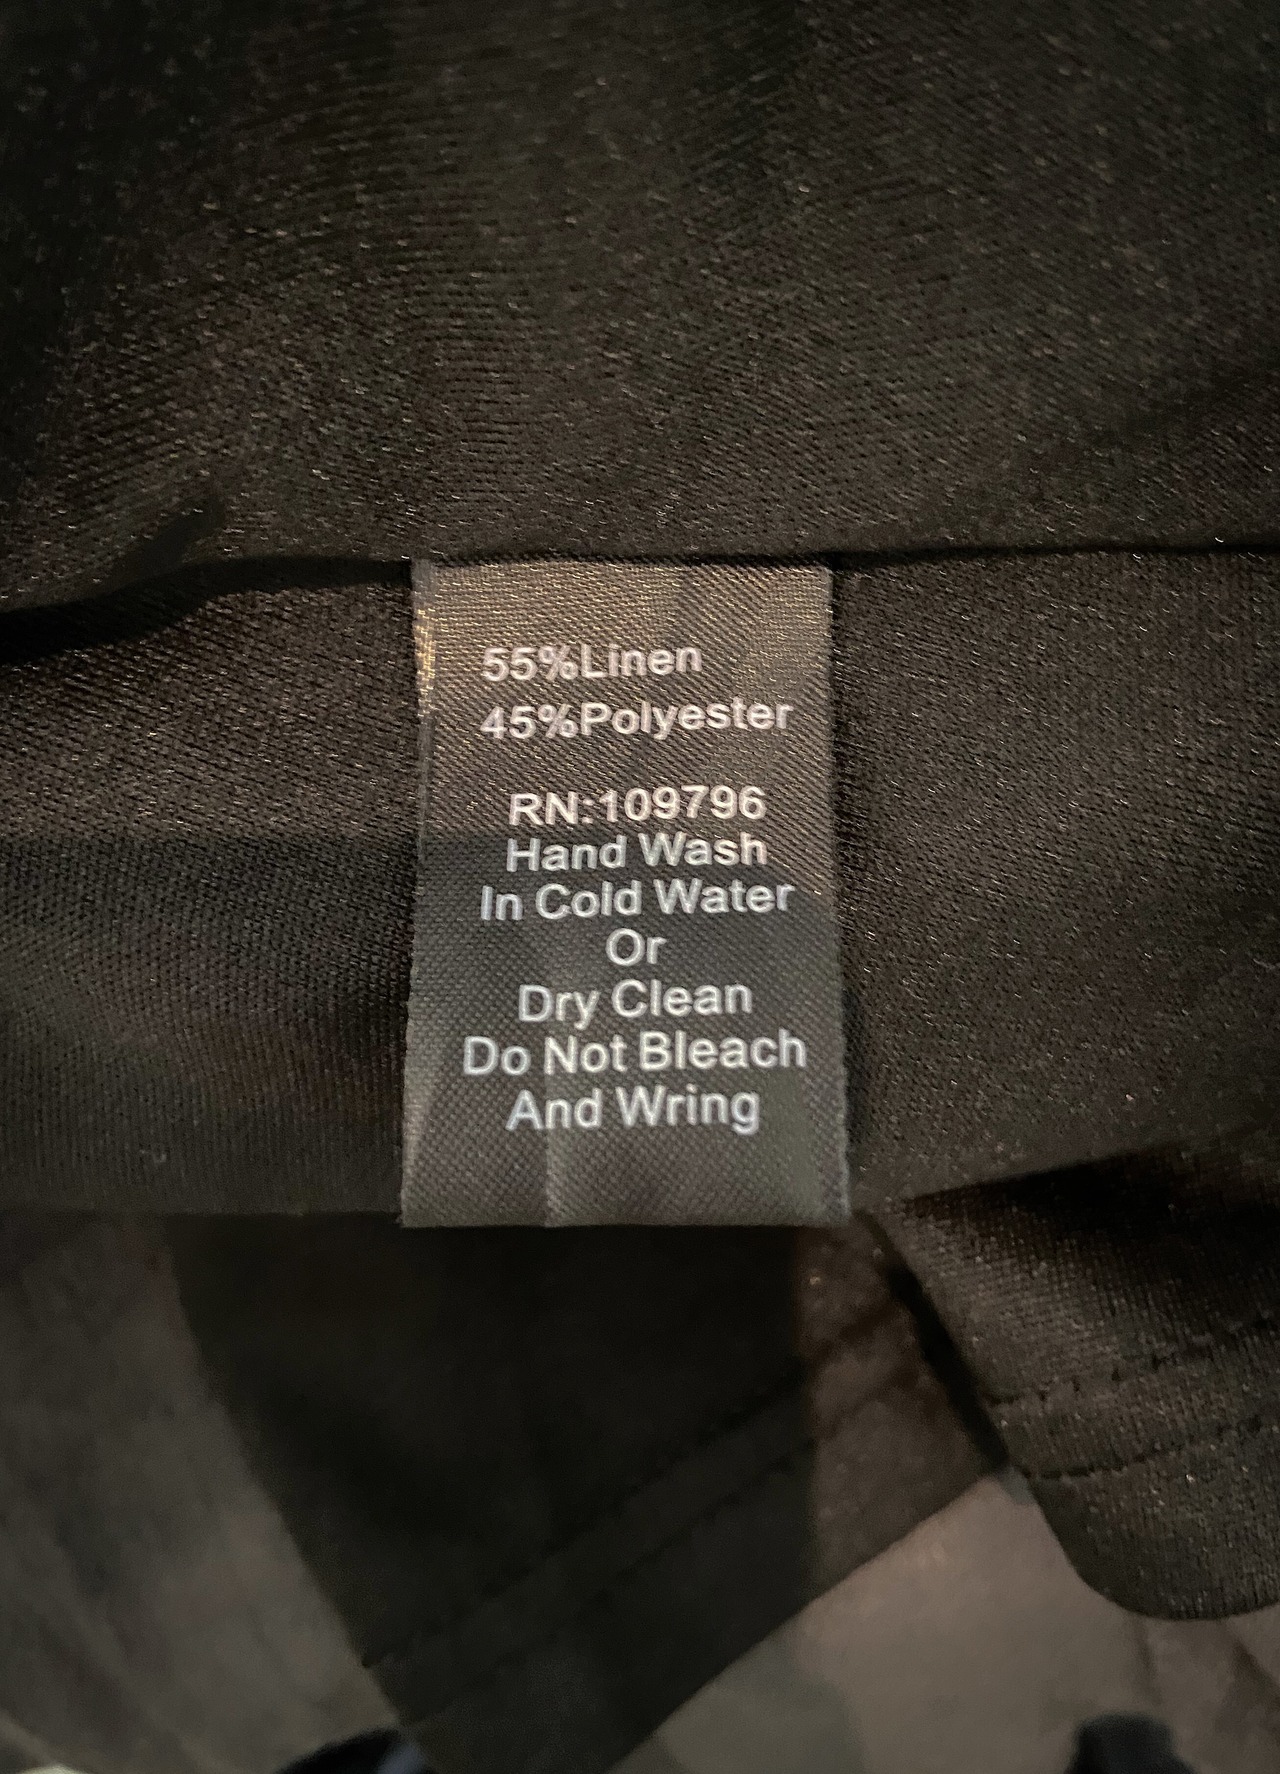 55%Linen
45%Polyester
RN:109796
Hand Wash
In Cold Water
Or
Dry Clean
Do Not Bleach
And Wring